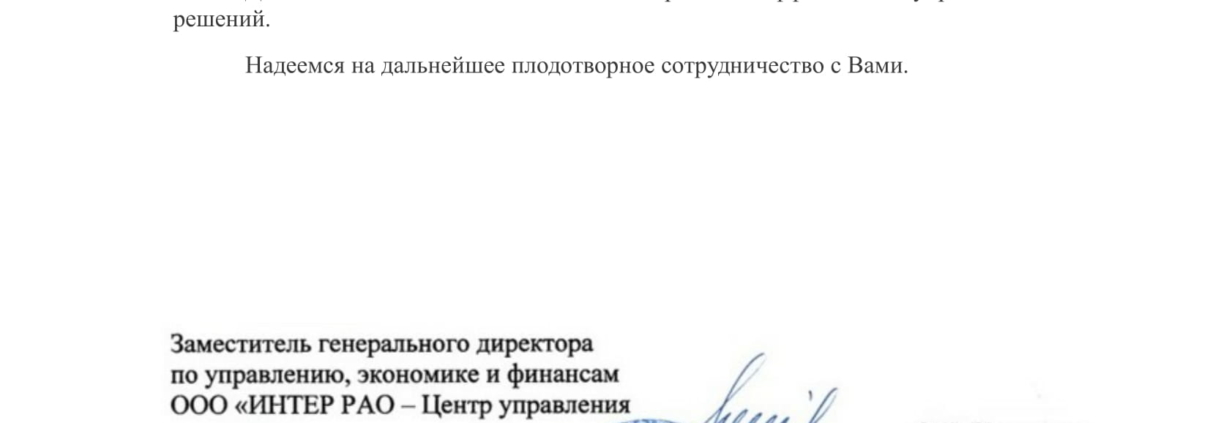 решений.
Надеемся на дальнейшее плодотворное сотрудничество с Вами.
Заместитель генерального директора
по управлению, экономике и финансам
ООО «ИНТЕР РАО – Центр управления